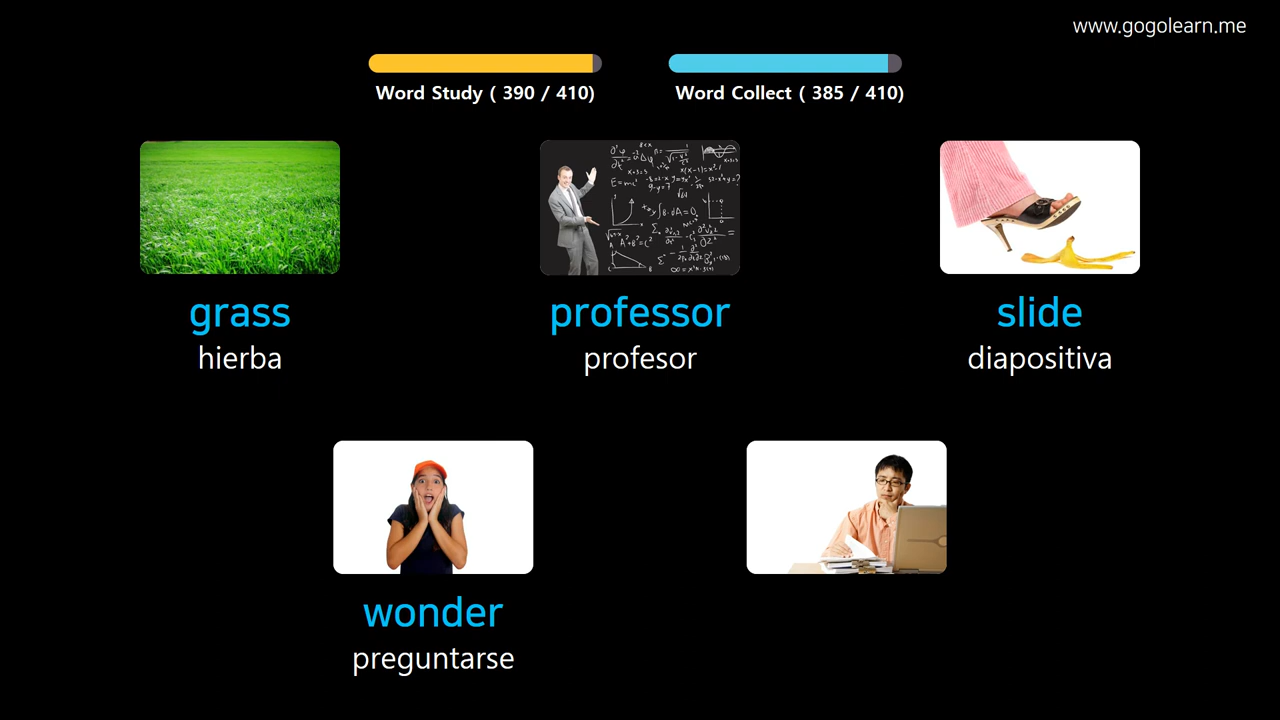 www.gogolearn.me
Word Study ( 390 / 410)
Word Collect ( 385 / 410)
grass
hierba
professor
profesor
slide
diapositiva
wonder
preguntarse